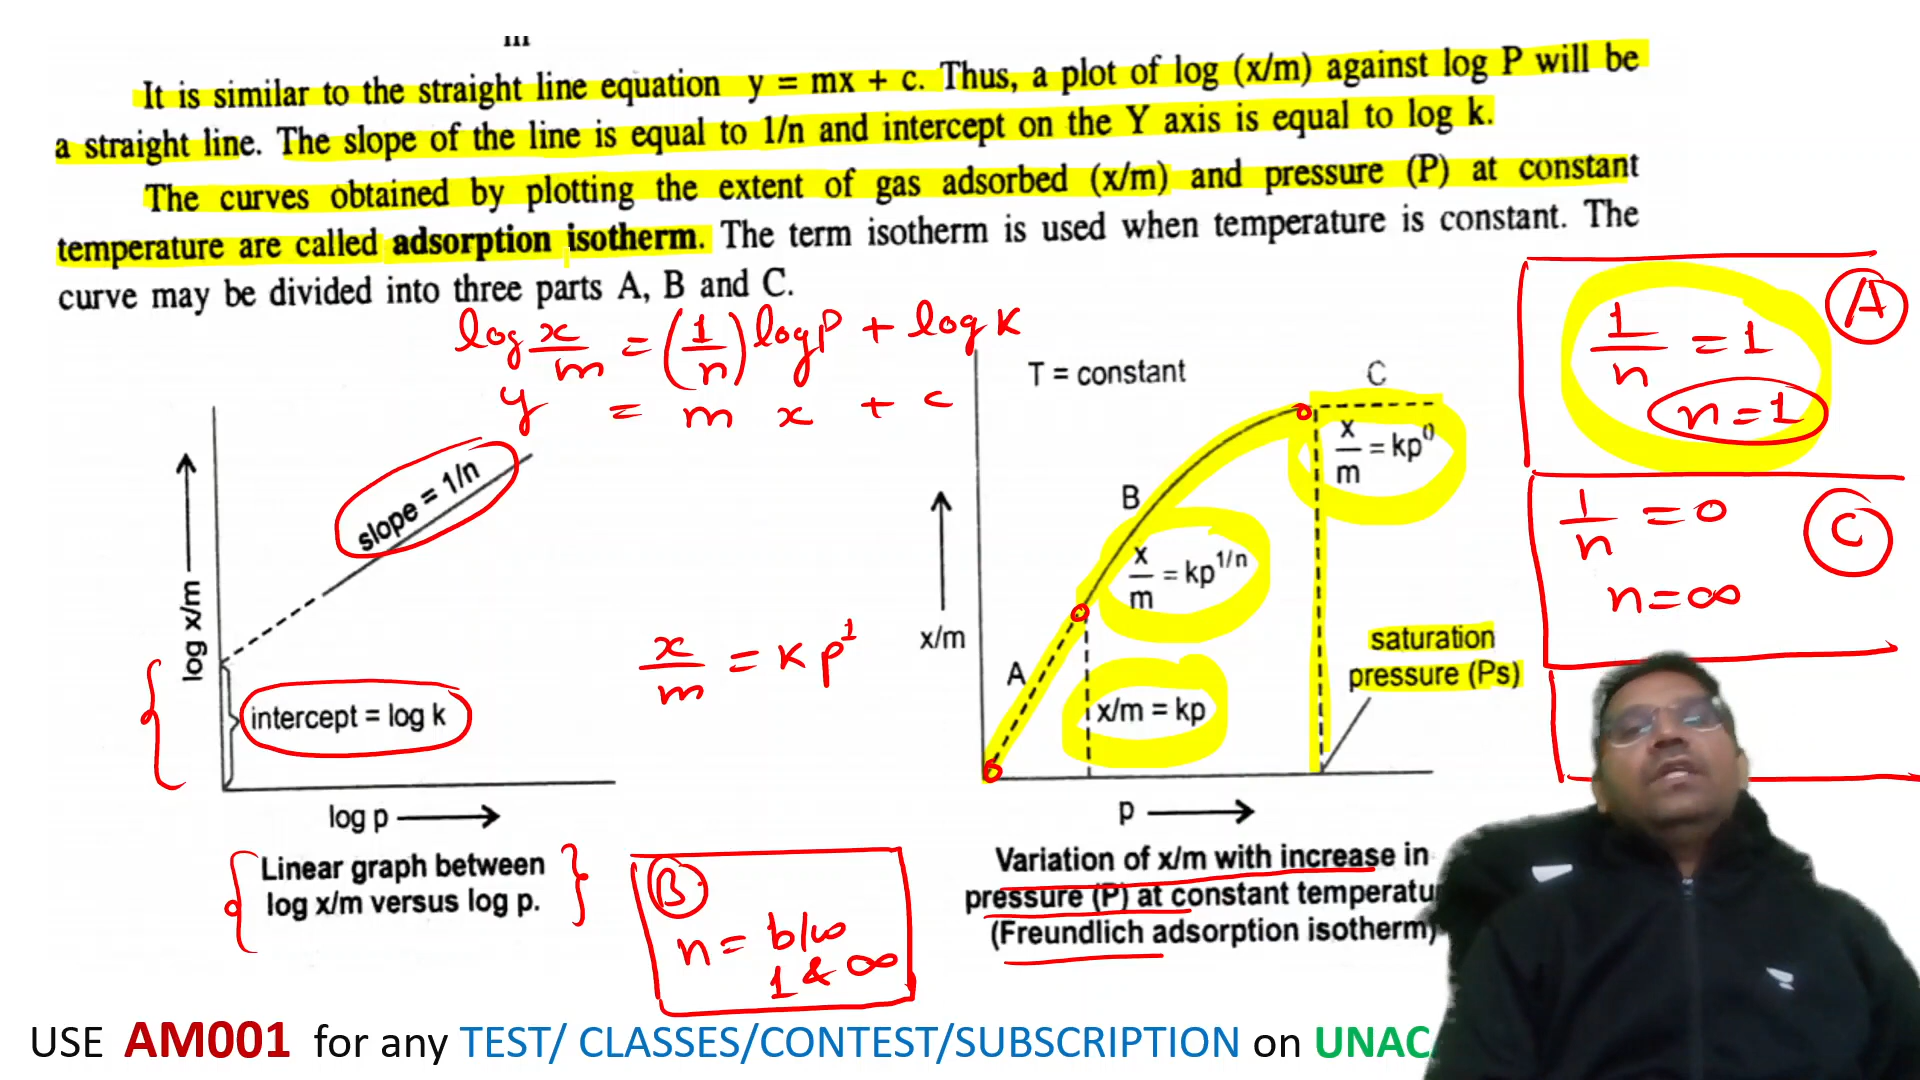 m
It is similar to the straight line equation y = mx + c. Thus, a plot of log (x/m) against log P will be
a straight line. The slope of the line is equal to 1/n and intercept on the Y axis is equal to log k.
The curves obtained by plotting the extent of gas adsorbed (x/m) and pressure (P) at constant
temperature are called adsorption isotherm. The term isotherm is used when temperature is constant. The
curve may be divided into three parts A, B and C.
log x/m = (1/n) log P + log K
y = m x + c
log x/m
slope = 1/n
intercept = log k
log p
Linear graph between
log x/m versus log p.
x/m = K p¹
B
n = b/w
1 & ∞
T = constant
C
x/m = kp⁰
B
x/m = kp^1/n
x/m
A
x/m = kp
saturation
pressure (Ps)
p
Variation of x/m with increase in
pressure (P) at constant temperatu
(Freundlich adsorption isotherm)
A
1/n = 1
n = 1
C
1/n = 0
n = ∞
USE AM001 for any TEST/ CLASSES/CONTEST/SUBSCRIPTION on UNAC